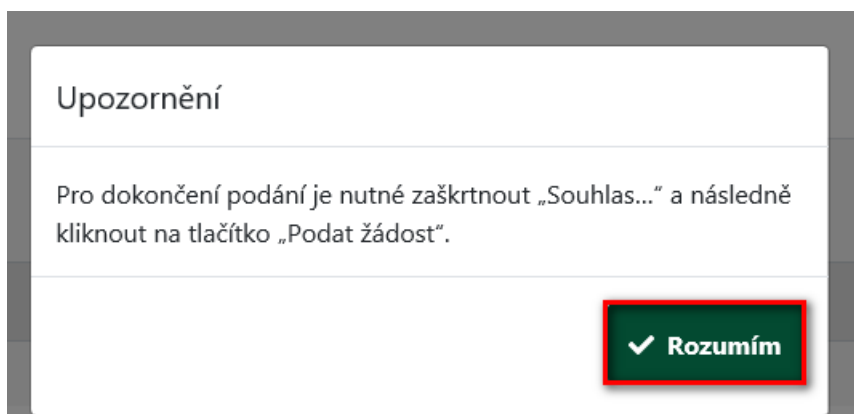 Upozornění
Pro dokončení podání je nutné zaškrtnout „Souhlas...“ a následně
kliknout na tlačítko „Podat žádost“.
Rozumím